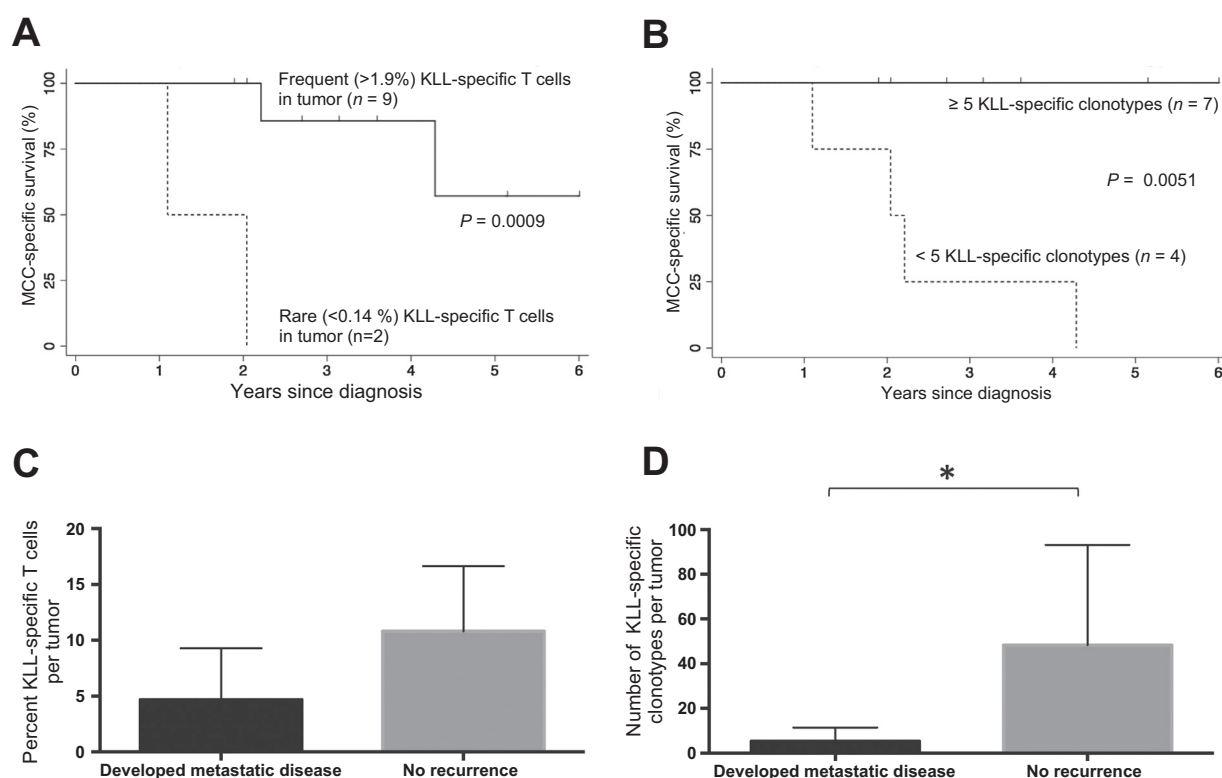 A
MCC-specific survival (%)
100
75
50
25
0
Frequent (>1.9%) KLL-specific T cells
in tumor (n = 9)
P = 0.0009
Rare (<0.14 %) KLL-specific T cells
in tumor (n=2)
0 1 2 3 4 5 6
Years since diagnosis
B
MCC-specific survival (%)
100
75
50
25
0
≥ 5 KLL-specific clonotypes (n = 7)
P = 0.0051
< 5 KLL-specific clonotypes (n = 4)
0 1 2 3 4 5 6
Years since diagnosis
C
Percent KLL-specific T cells
per tumor
20
15
10
5
0
Developed metastatic disease No recurrence
D
*
Number of KLL-specific
clonotypes per tumor
100
80
60
40
20
0
Developed metastatic disease No recurrence